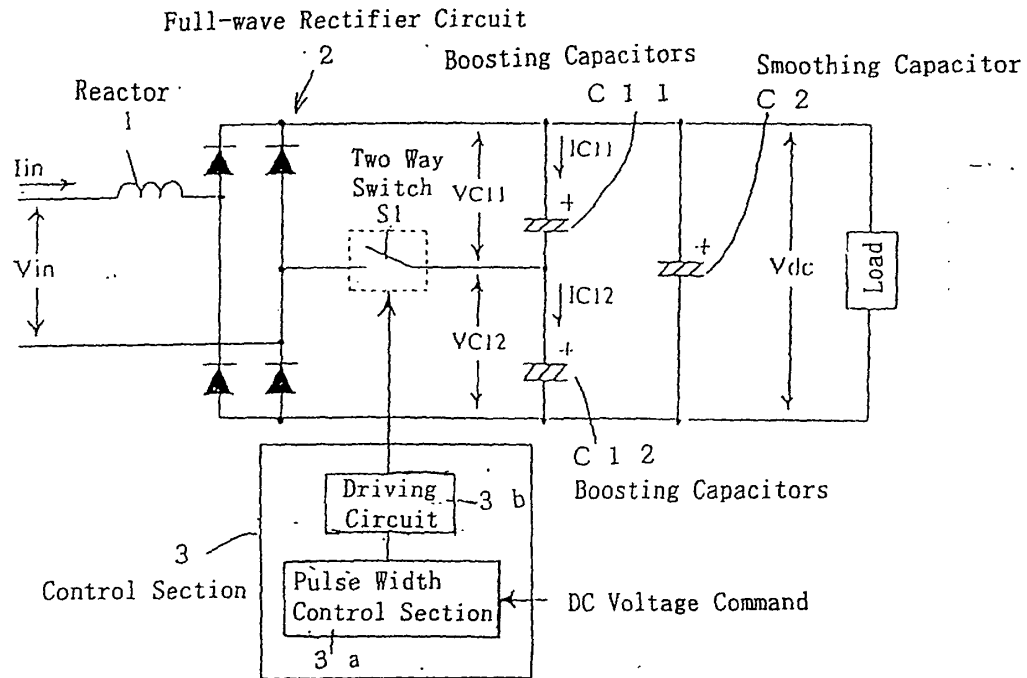 Full-wave Rectifier Circuit
2
Boosting Capacitors
C 1 1
Smoothing Capacitor
C 2
Reactor
1
Iin
Two Way
Switch
S1
VC11
IC11
+
Vin
+
Vdc
Load
VC12
IC12
+
C 1 2
Boosting Capacitors
Driving
Circuit
3 b
3
Control Section
Pulse Width
Control Section
DC Voltage Command
3 a